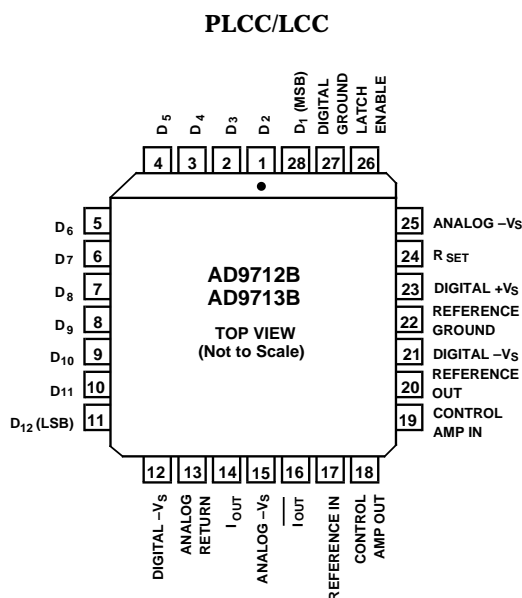 PLCC/LCC
D5
D4
D3
D2
D1 (MSB)
DIGITAL
GROUND
LATCH
ENABLE
4
3
2
1
28
27
26
D6 5
D7 6
D8 7
D9 8
D10 9
D11 10
D12 (LSB) 11
AD9712B
AD9713B
TOP VIEW
(Not to Scale)
25 ANALOG –VS
24 RSET
23 DIGITAL +VS
22 REFERENCE
GROUND
21 DIGITAL –VS
20 REFERENCE
OUT
19 CONTROL
AMP IN
12
13
14
15
16
17
18
DIGITAL –VS
ANALOG
RETURN
IOUT
ANALOG –VS
IOUT
REFERENCE IN
CONTROL
AMP OUT